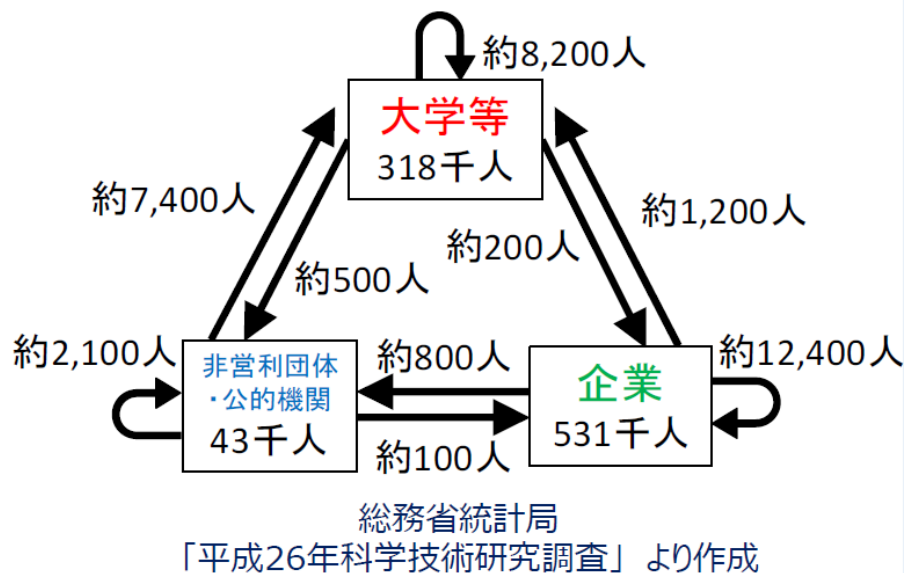 約8,200人
大学等
318千人
約7,400人
約1,200人
約200人
約500人
約2,100人
非営利団体
・公的機関
43千人
約800人
約100人
企業
531千人
約12,400人
総務省統計局
「平成26年科学技術研究調査」より作成